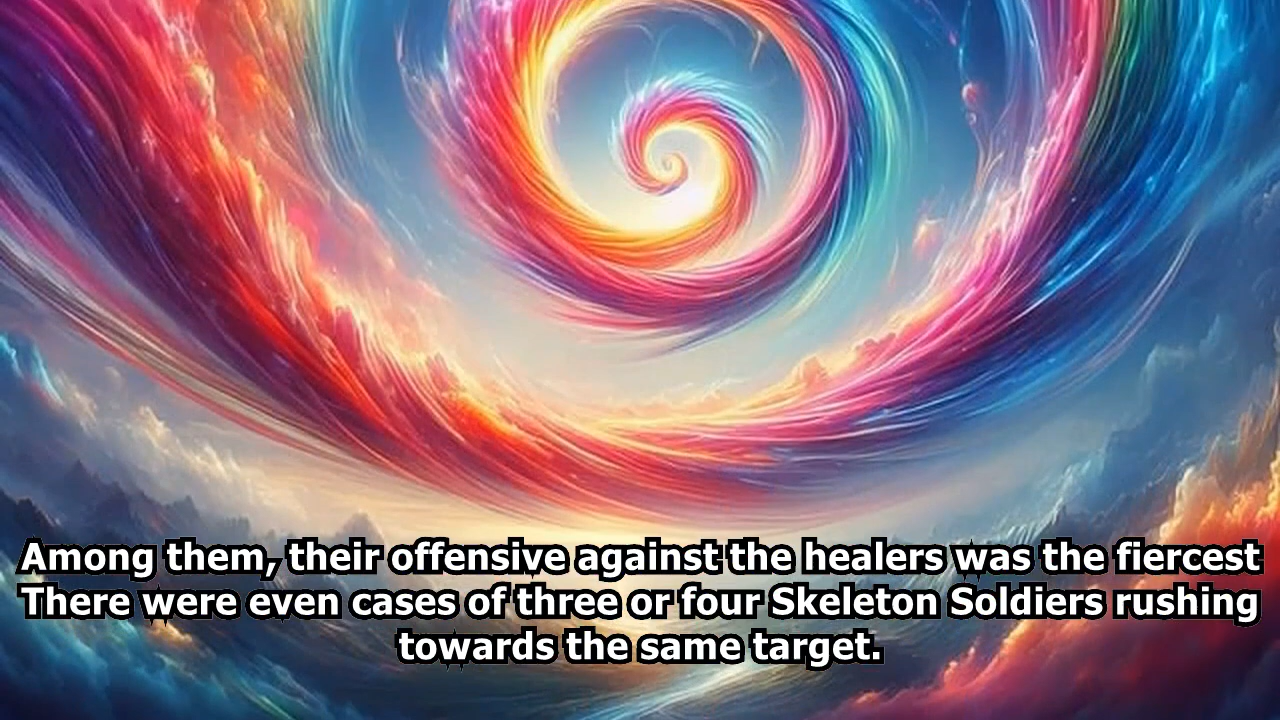 Among them, their offensive against the healers was the fiercest
There were even cases of three or four Skeleton Soldiers rushing
towards the same target.